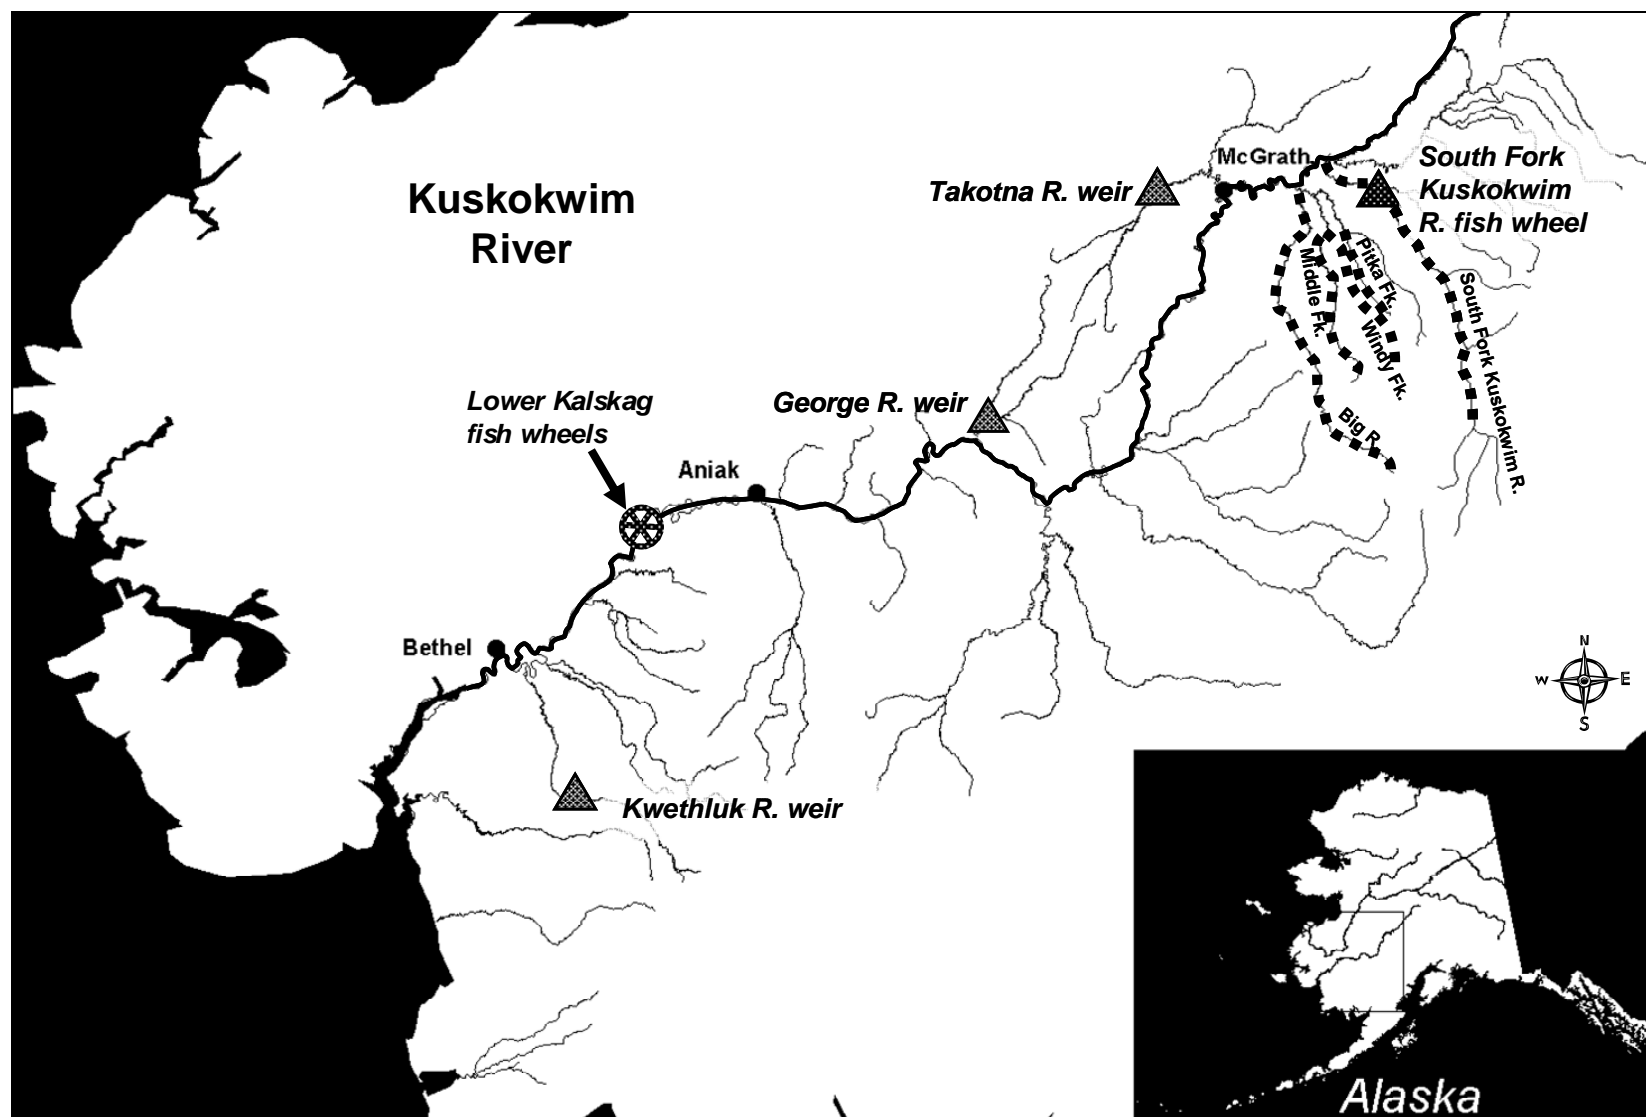 Kuskokwim
River
McGrath
South Fork
Kuskokwim
R. fish wheel
Takotna R. weir
Pitka Fk.
Middle Fk.
Windy Fk.
South Fork Kuskokwim R.
Big R.
George R. weir
Lower Kalskag
fish wheels
Aniak
Bethel
Kwethluk R. weir
N
W
E
S
Alaska